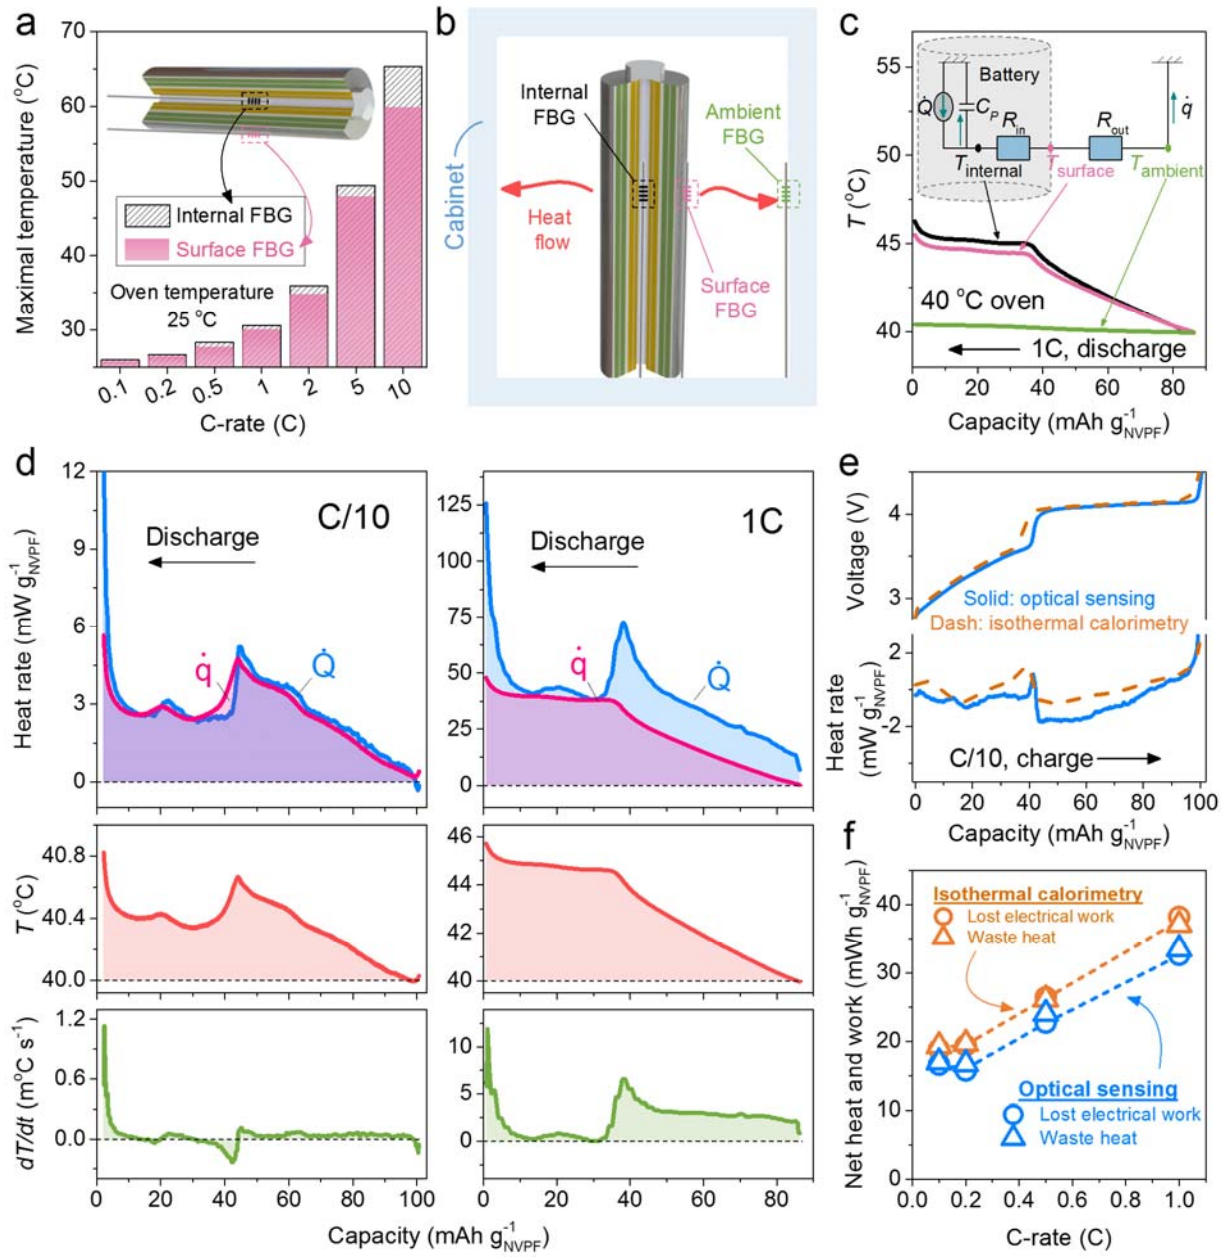 a
Maximal temperature (°C)
70
60
50
40
30
Internal FBG
Surface FBG
Oven temperature
25 °C
0.1
0.2
0.5
1
2
5
10
C-rate (C)
b
Cabinet
Internal
FBG
Ambient
FBG
Heat
flow
Surface
FBG
c
T (°C)
55
50
45
40
Battery
Q̇
C_P
R_in
R_out
q̇
T_internal
T_surface
T_ambient
40 °C oven
1C, discharge
0
20
40
60
80
Capacity (mAh g⁻¹_NVPF)
d
Heat rate (mW g⁻¹_NVPF)
12
9
6
3
0
C/10
Discharge
q̇
Q̇
125
100
75
50
25
0
1C
Discharge
q̇
Q̇
T (°C)
40.8
40.4
40.0
46
44
42
40
dT/dt (m°C s⁻¹)
1.2
0.6
0.0
0
20
40
60
80
100
10
5
0
0
20
40
60
80
Capacity (mAh g⁻¹_NVPF)
e
Voltage (V)
4
3
Solid: optical sensing
Dash: isothermal calorimetry
Heat rate
(mW g⁻¹_NVPF)
2
-2
C/10, charge
0
20
40
60
80
100
Capacity (mAh g⁻¹_NVPF)
f
Net heat and work (mWh g⁻¹_NVPF)
40
30
20
10
0
Isothermal calorimetry
Lost electrical work
Waste heat
Optical sensing
Lost electrical work
Waste heat
0.0
0.2
0.4
0.6
0.8
1.0
C-rate (C)